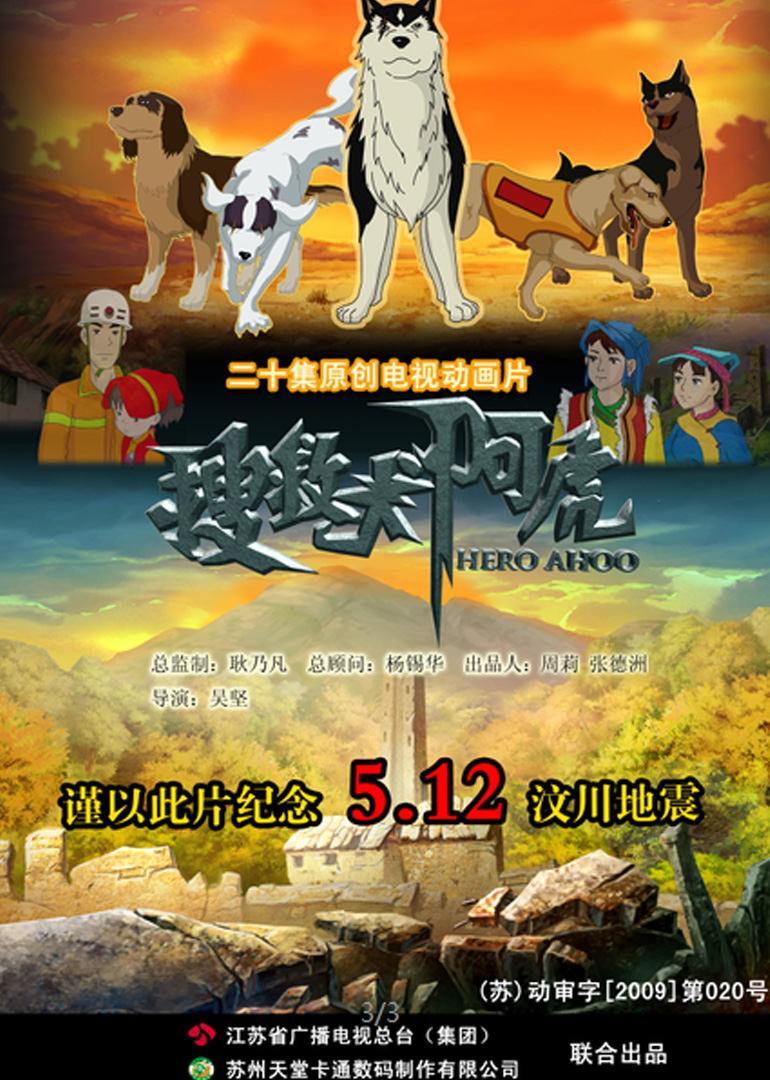 二十集原创电视动画片
搜救犬阿虎
HERO AHOO
总监制：耿乃凡 总顾问：杨锡华 出品人：周莉 张德洲
导演：吴坚
谨以此片纪念 5.12 汶川地震
(苏)动审字[2009]第020号
3/3
江苏省广播电视总台（集团）
苏州天堂卡通数码制作有限公司
联合出品